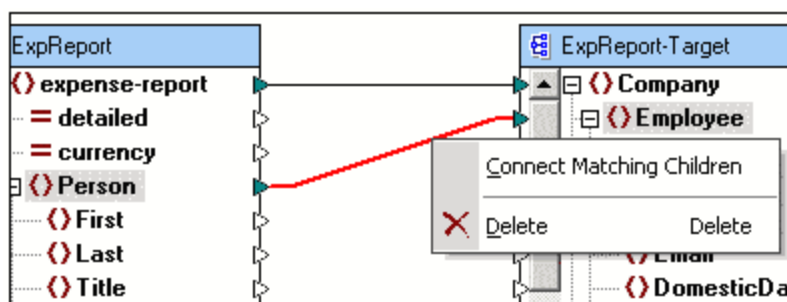 ExpReport
expense-report
detailed
currency
Person
First
Last
Title
ExpReport-Target
Company
Employee
Connect Matching Children
Delete Delete
Email
DomesticDa